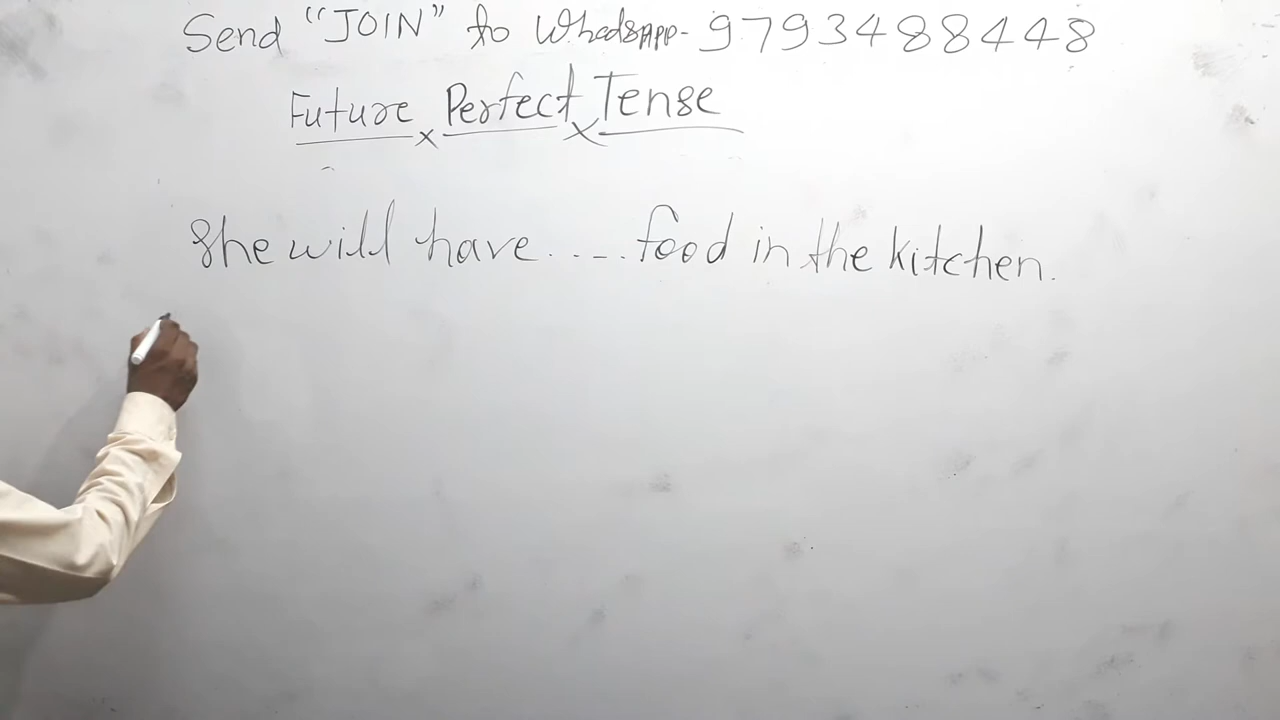 Send "JOIN" to WhatsAPP- 9793488448
Future Perfect Tense
She will have ..... food in the kitchen.